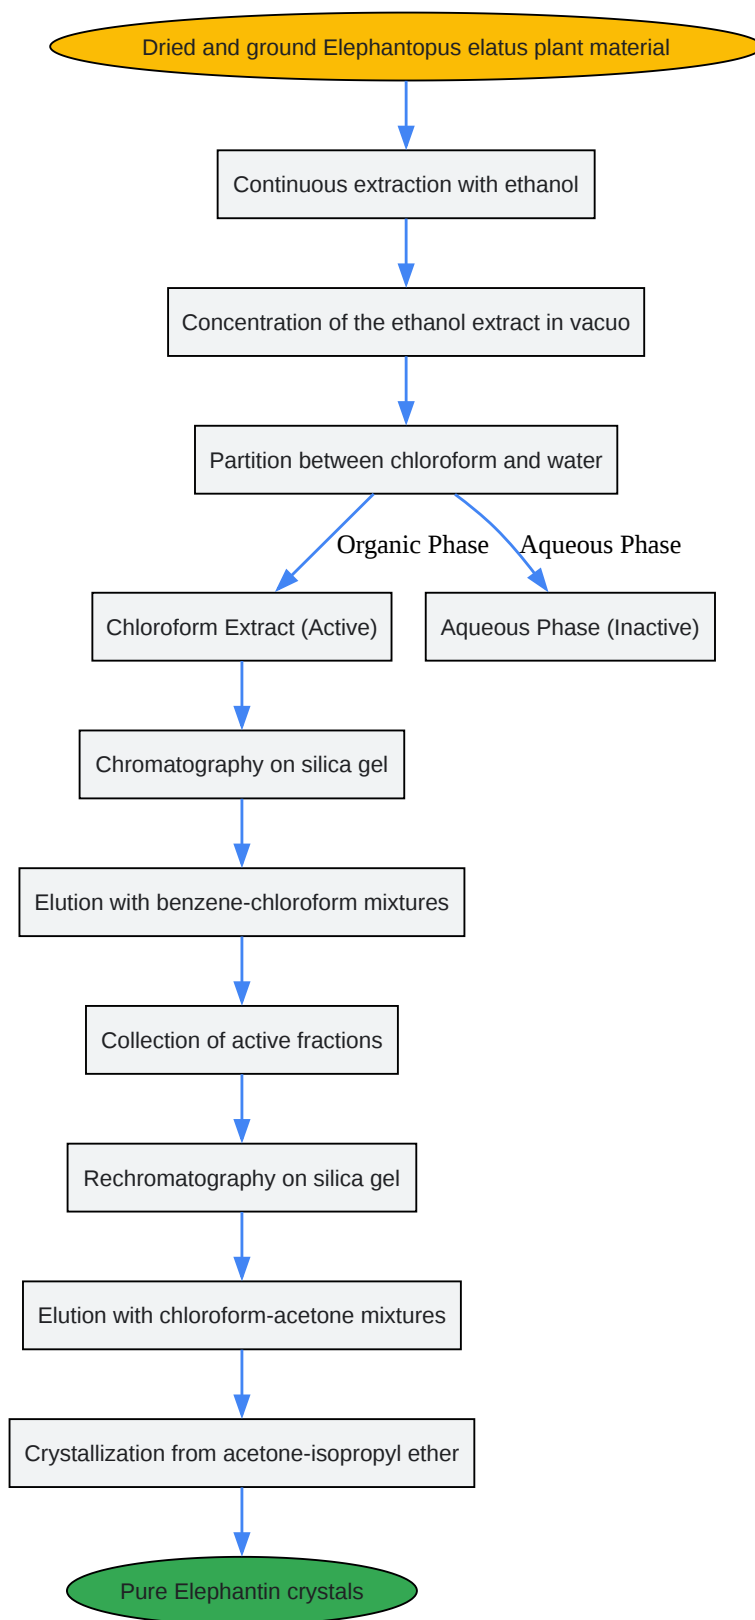 Dried and ground Elephantopus elatus plant material
Continuous extraction with ethanol
Concentration of the ethanol extract in vacuo
Partition between chloroform and water
Organic Phase
Aqueous Phase
Chloroform Extract (Active)
Aqueous Phase (Inactive)
Chromatography on silica gel
Elution with benzene-chloroform mixtures
Collection of active fractions
Rechromatography on silica gel
Elution with chloroform-acetone mixtures
Crystallization from acetone-isopropyl ether
Pure Elephantin crystals